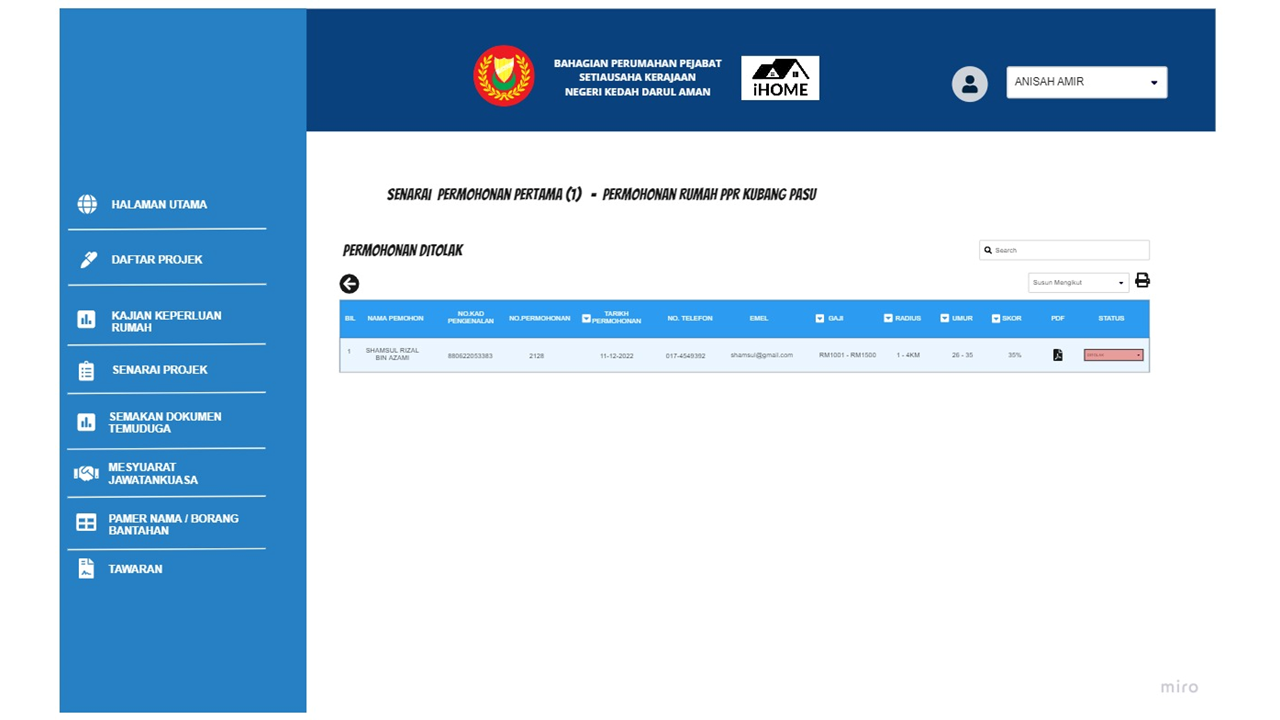 BAHAGIAN PERUMAHAN PEJABAT
SETIAUSAHA KERAJAAN
NEGERI KEDAH DARUL AMAN
iHOME
ANISAH AMIR
HALAMAN UTAMA
DAFTAR PROJEK
KAJIAN KEPERLUAN
RUMAH
SENARAI PROJEK
SEMAKAN DOKUMEN
TEMUDUGA
MESYUARAT
JAWATANKUASA
PAMER NAMA / BORANG
BANTAHAN
TAWARAN
SENARAI PERMOHONAN PERTAMA (1) - PERMOHONAN RUMAH PPR KUBANG PASU
PERMOHONAN DITOLAK
Search
Susun Mengikut
BIL NAMA PEMOHON NO.KAD PENGENALAN NO.PERMOHONAN TARIKH PERMOHONAN NO. TELEFON EMEL GAJI RADIUS UMUR SKOR PDF STATUS
1 SHAMSUL RIZAL BIN AZAMI 880622053383 2128 11-12-2022 017-4549392 shamsul@gmail.com RM1001 - RM1500 1 - 4KM 26 - 35 35%
miro